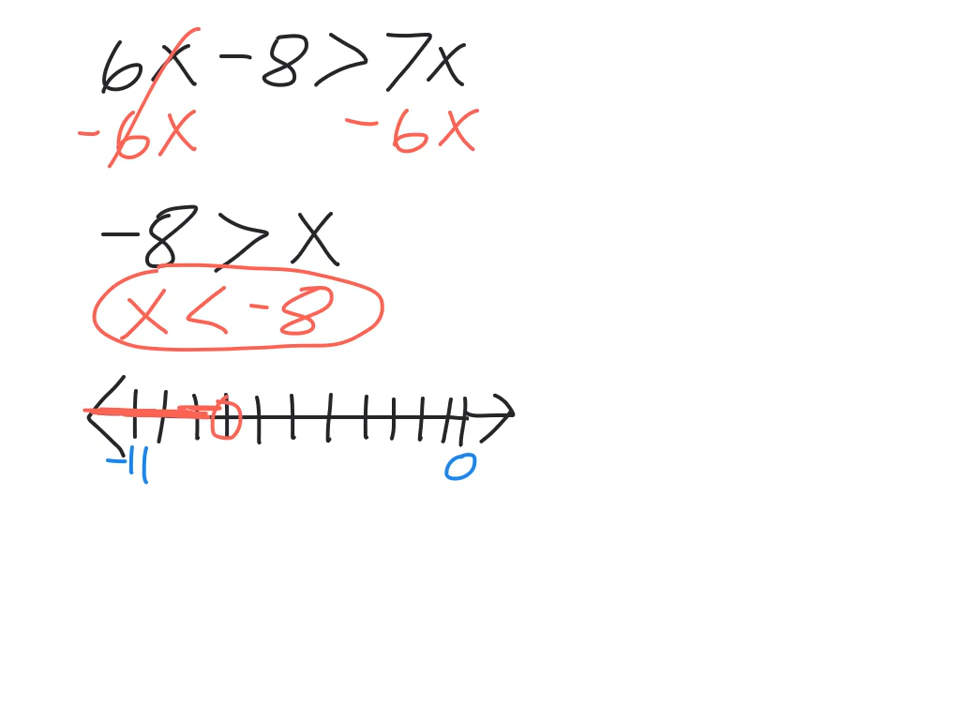 6x - 8 > 7x
-6x -6x
-8 > x
x < -8
-11 0